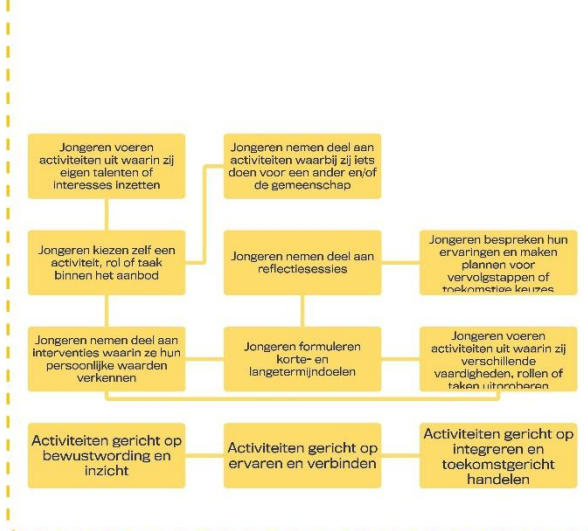 Jongeren voeren
activiteiten uit waarin zij
eigen talenten of
interesses inzetten
Jongeren nemen deel aan
activiteiten waarbij zij iets
doen voor een ander en/of
de gemeenschap
Jongeren kiezen zelf een
activiteit, rol of taak
binnen het aanbod
Jongeren nemen deel aan
reflectiesessies
Jongeren bespreken hun
ervaringen en maken
plannen voor
vervolgstappen of
toekomstige keuzes
Jongeren nemen deel aan
interventies waarin ze hun
persoonlijke waarden
verkennen
Jongeren formuleren
korte- en
langetermijndoelen
Jongeren voeren
activiteiten uit waarin zij
verschillende
vaardigheden, rollen of
taken uitproberen
Activiteiten gericht op
bewustwording en
inzicht
Activiteiten gericht op
ervaren en verbinden
Activiteiten gericht op
integreren en
toekomstgericht
handelen